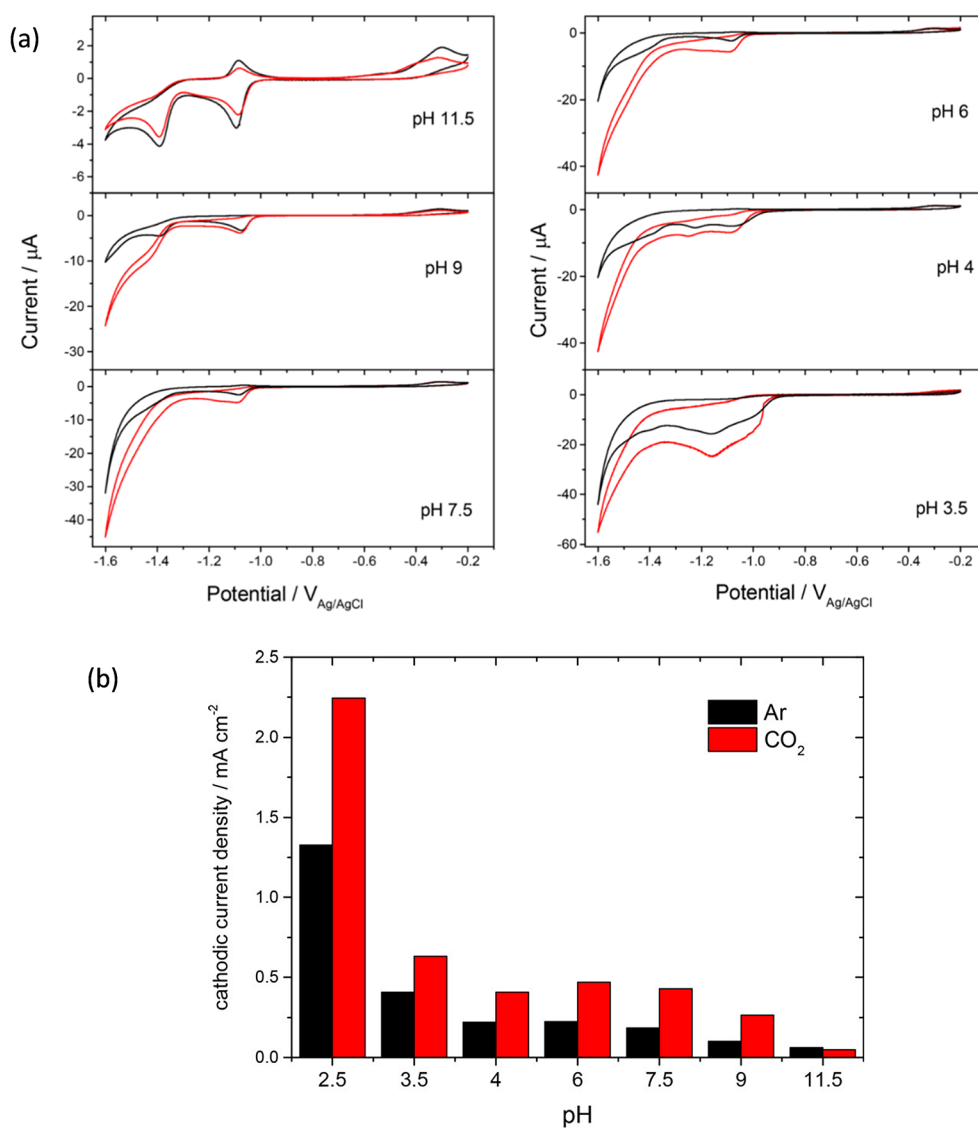 (a)
2
0
-2
-4
-6
pH 11.5
0
-10
-20
-30
pH 9
0
-10
-20
-30
-40
pH 7.5
Current / μA
-1.6 -1.4 -1.2 -1.0 -0.8 -0.6 -0.4 -0.2
Potential / V Ag/AgCl
0
-20
-40
pH 6
0
-20
-40
pH 4
0
-20
-40
-60
pH 3.5
Current / μA
-1.6 -1.4 -1.2 -1.0 -0.8 -0.6 -0.4 -0.2
Potential / V Ag/AgCl
(b)
2.5
2.0
1.5
1.0
0.5
0.0
cathodic current density / mA cm-2
Ar
CO2
2.5 3.5 4 6 7.5 9 11.5
pH